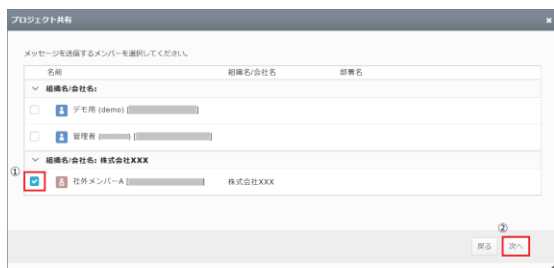 プロジェクト共有
メッセージを送信するメンバーを選択してください。
名前 組織名/会社名 部署名
組織名/会社名:
デモ用 (demo) [ ]
管理者 ( ) [ ]
組織名/会社名: 株式会社XXX
①
社外メンバーA [ ] 株式会社XXX
②
戻る 次へ